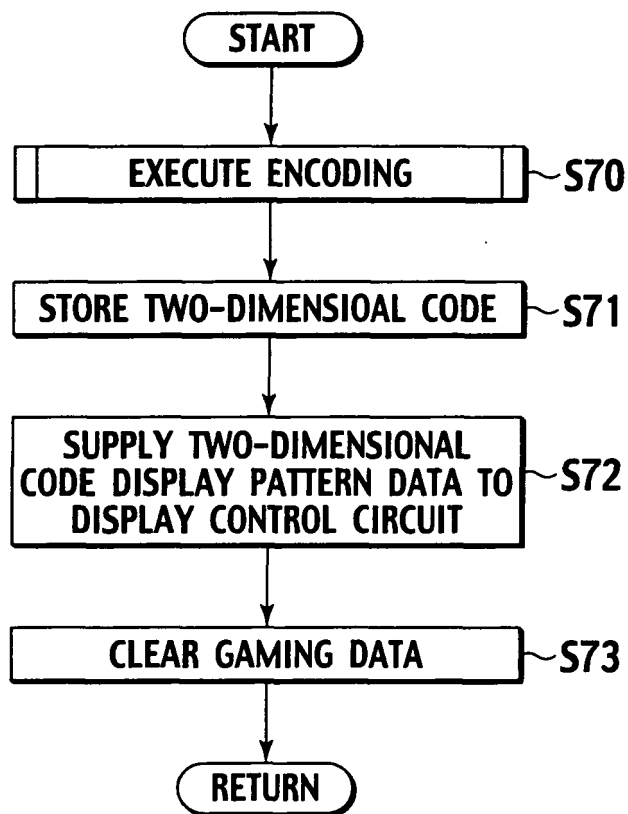 START
EXECUTE ENCODING
S70
STORE TWO-DIMENSIOAL CODE
S71
SUPPLY TWO-DIMENSIONAL
CODE DISPLAY PATTERN DATA TO
DISPLAY CONTROL CIRCUIT
S72
CLEAR GAMING DATA
S73
RETURN